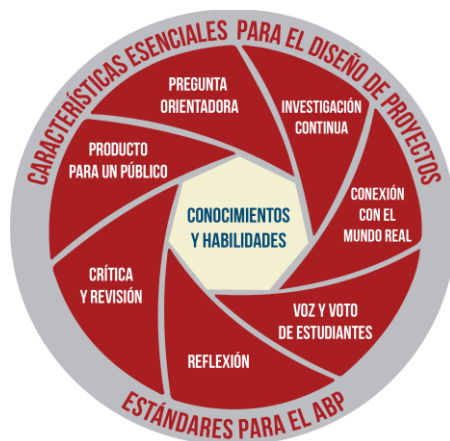 CARACTERÍSTICAS ESENCIALES PARA EL DISEÑO DE PROYECTOS
PREGUNTA
ORIENTADORA
INVESTIGACIÓN
CONTINUA
CONEXIÓN
CON EL
MUNDO REAL
VOZ Y VOTO
DE ESTUDIANTES
REFLEXIÓN
CRÍTICA
Y REVISIÓN
PRODUCTO
PARA UN PÚBLICO
CONOCIMIENTOS
Y HABILIDADES
ESTÁNDARES PARA EL ABP